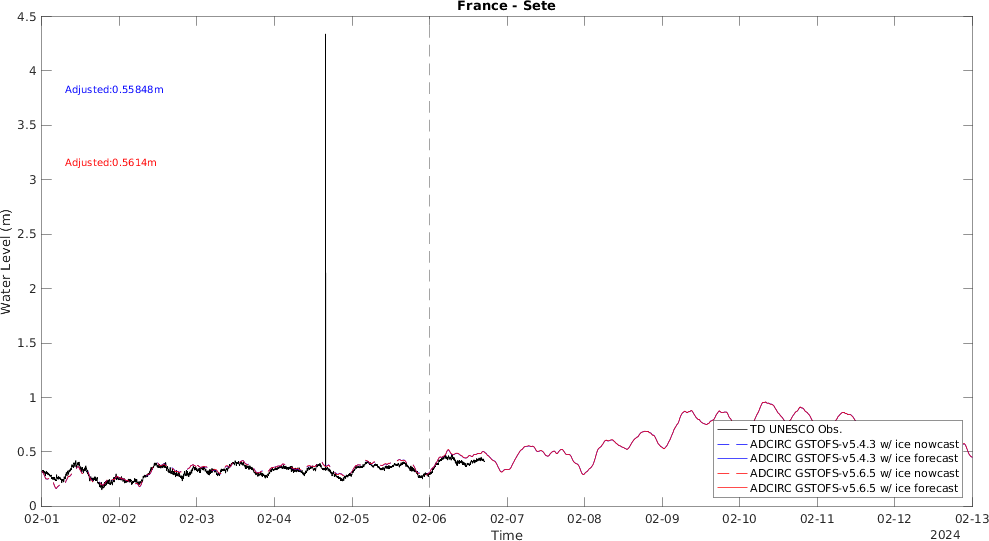 France - Sete
4.5
4
3.5
3
2.5
2
1.5
1
0.5
0
Water Level (m)
Adjusted:0.55848m
Adjusted:0.5614m
TD UNESCO Obs.
ADCIRC GSTOFS-v5.4.3 w/ ice nowcast
ADCIRC GSTOFS-v5.4.3 w/ ice forecast
ADCIRC GSTOFS-v5.6.5 w/ ice nowcast
ADCIRC GSTOFS-v5.6.5 w/ ice forecast
02-01 02-02 02-03 02-04 02-05 02-06 02-07 02-08 02-09 02-10 02-11 02-12 02-13
Time
2024